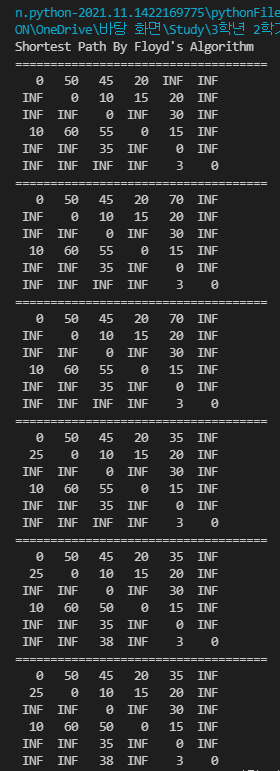 n.python-2021.11.1422169775\pythonFile
ON\OneDrive\바탕 화면\Study\3학년 2학기
Shortest Path By Floyd's Algorithm
====================================
0 50 45 20 INF INF
INF 0 10 15 20 INF
INF INF 0 INF 30 INF
10 60 55 0 15 INF
INF INF 35 INF 0 INF
INF INF INF INF 3 0
====================================
0 50 45 20 70 INF
INF 0 10 15 20 INF
INF INF 0 INF 30 INF
10 60 55 0 15 INF
INF INF 35 INF 0 INF
INF INF INF INF 3 0
====================================
0 50 45 20 70 INF
INF 0 10 15 20 INF
INF INF 0 INF 30 INF
10 60 55 0 15 INF
INF INF 35 INF 0 INF
INF INF INF INF 3 0
====================================
0 50 45 20 35 INF
25 0 10 15 20 INF
INF INF 0 INF 30 INF
10 60 55 0 15 INF
INF INF 35 INF 0 INF
INF INF INF INF 3 0
====================================
0 50 45 20 35 INF
25 0 10 15 20 INF
INF INF 0 INF 30 INF
10 60 50 0 15 INF
INF INF 35 INF 0 INF
INF INF 38 INF 3 0
====================================
0 50 45 20 35 INF
25 0 10 15 20 INF
INF INF 0 INF 30 INF
10 60 50 0 15 INF
INF INF 35 INF 0 INF
INF INF 38 INF 3 0